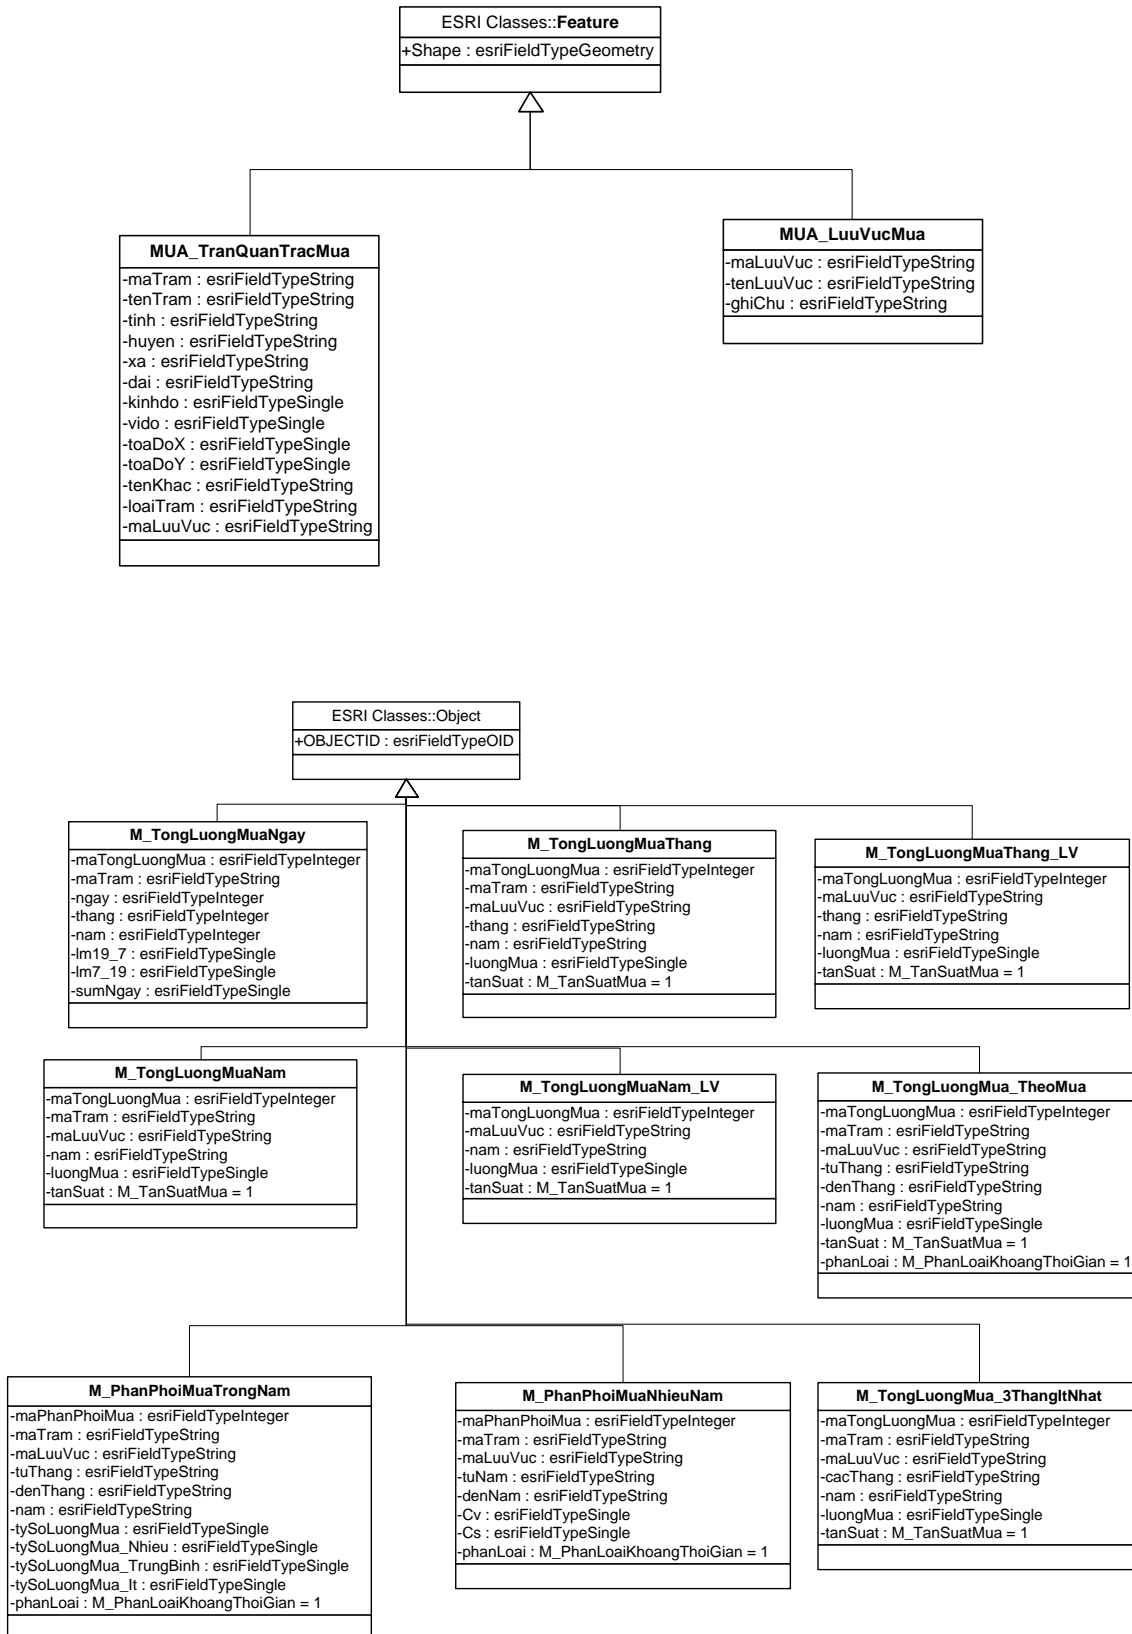 ESRI Classes::Feature
+Shape : esriFieldTypeGeometry
MUA_TranQuanTracMua
-maTram : esriFieldTypeString
-tenTram : esriFieldTypeString
-tinh : esriFieldTypeString
-huyen : esriFieldTypeString
-xa : esriFieldTypeString
-dai : esriFieldTypeString
-kinhdo : esriFieldTypeSingle
-vido : esriFieldTypeSingle
-toaDoX : esriFieldTypeSingle
-toaDoY : esriFieldTypeSingle
-tenKhac : esriFieldTypeString
-loaiTram : esriFieldTypeString
-maLuuVuc : esriFieldTypeString
MUA_LuuVucMua
-maLuuVuc : esriFieldTypeString
-tenLuuVuc : esriFieldTypeString
-ghiChu : esriFieldTypeString
ESRI Classes::Object
+OBJECTID : esriFieldTypeOID
M_TongLuongMuaNgay
-maTongLuongMua : esriFieldTypeInteger
-maTram : esriFieldTypeString
-ngay : esriFieldTypeInteger
-thang : esriFieldTypeInteger
-nam : esriFieldTypeInteger
-lm19_7 : esriFieldTypeSingle
-lm7_19 : esriFieldTypeSingle
-sumNgay : esriFieldTypeSingle
M_TongLuongMuaThang
-maTongLuongMua : esriFieldTypeInteger
-maTram : esriFieldTypeString
-maLuuVuc : esriFieldTypeString
-thang : esriFieldTypeString
-nam : esriFieldTypeString
-luongMua : esriFieldTypeSingle
-tanSuat : M_TanSuatMua = 1
M_TongLuongMuaThang_LV
-maTongLuongMua : esriFieldTypeInteger
-maLuuVuc : esriFieldTypeString
-thang : esriFieldTypeString
-nam : esriFieldTypeString
-luongMua : esriFieldTypeSingle
-tanSuat : M_TanSuatMua = 1
M_TongLuongMuaNam
-maTongLuongMua : esriFieldTypeInteger
-maTram : esriFieldTypeString
-maLuuVuc : esriFieldTypeString
-nam : esriFieldTypeString
-luongMua : esriFieldTypeSingle
-tanSuat : M_TanSuatMua = 1
M_TongLuongMuaNam_LV
-maTongLuongMua : esriFieldTypeInteger
-maLuuVuc : esriFieldTypeString
-nam : esriFieldTypeString
-luongMua : esriFieldTypeSingle
-tanSuat : M_TanSuatMua = 1
M_TongLuongMua_TheoMua
-maTongLuongMua : esriFieldTypeInteger
-maTram : esriFieldTypeString
-maLuuVuc : esriFieldTypeString
-tuThang : esriFieldTypeString
-denThang : esriFieldTypeString
-nam : esriFieldTypeString
-luongMua : esriFieldTypeSingle
-tanSuat : M_TanSuatMua = 1
-phanLoai : M_PhanLoaiKhoangThoiGian = 1
M_PhanPhoiMuaTrongNam
-maPhanPhoiMua : esriFieldTypeInteger
-maTram : esriFieldTypeString
-maLuuVuc : esriFieldTypeString
-tuThang : esriFieldTypeString
-denThang : esriFieldTypeString
-nam : esriFieldTypeString
-tySoLuongMua : esriFieldTypeSingle
-tySoLuongMua_Nhieu : esriFieldTypeSingle
-tySoLuongMua_TrungBinh : esriFieldTypeSingle
-tySoLuongMua_It : esriFieldTypeSingle
-phanLoai : M_PhanLoaiKhoangThoiGian = 1
M_PhanPhoiMuaNhieuNam
-maPhanPhoiMua : esriFieldTypeInteger
-maTram : esriFieldTypeString
-maLuuVuc : esriFieldTypeString
-tuNam : esriFieldTypeString
-denNam : esriFieldTypeString
-Cv : esriFieldTypeSingle
-Cs : esriFieldTypeSingle
-phanLoai : M_PhanLoaiKhoangThoiGian = 1
M_TongLuongMua_3ThangItNhat
-maTongLuongMua : esriFieldTypeInteger
-maTram : esriFieldTypeString
-maLuuVuc : esriFieldTypeString
-cacThang : esriFieldTypeString
-nam : esriFieldTypeString
-luongMua : esriFieldTypeSingle
-tanSuat : M_TanSuatMua = 1